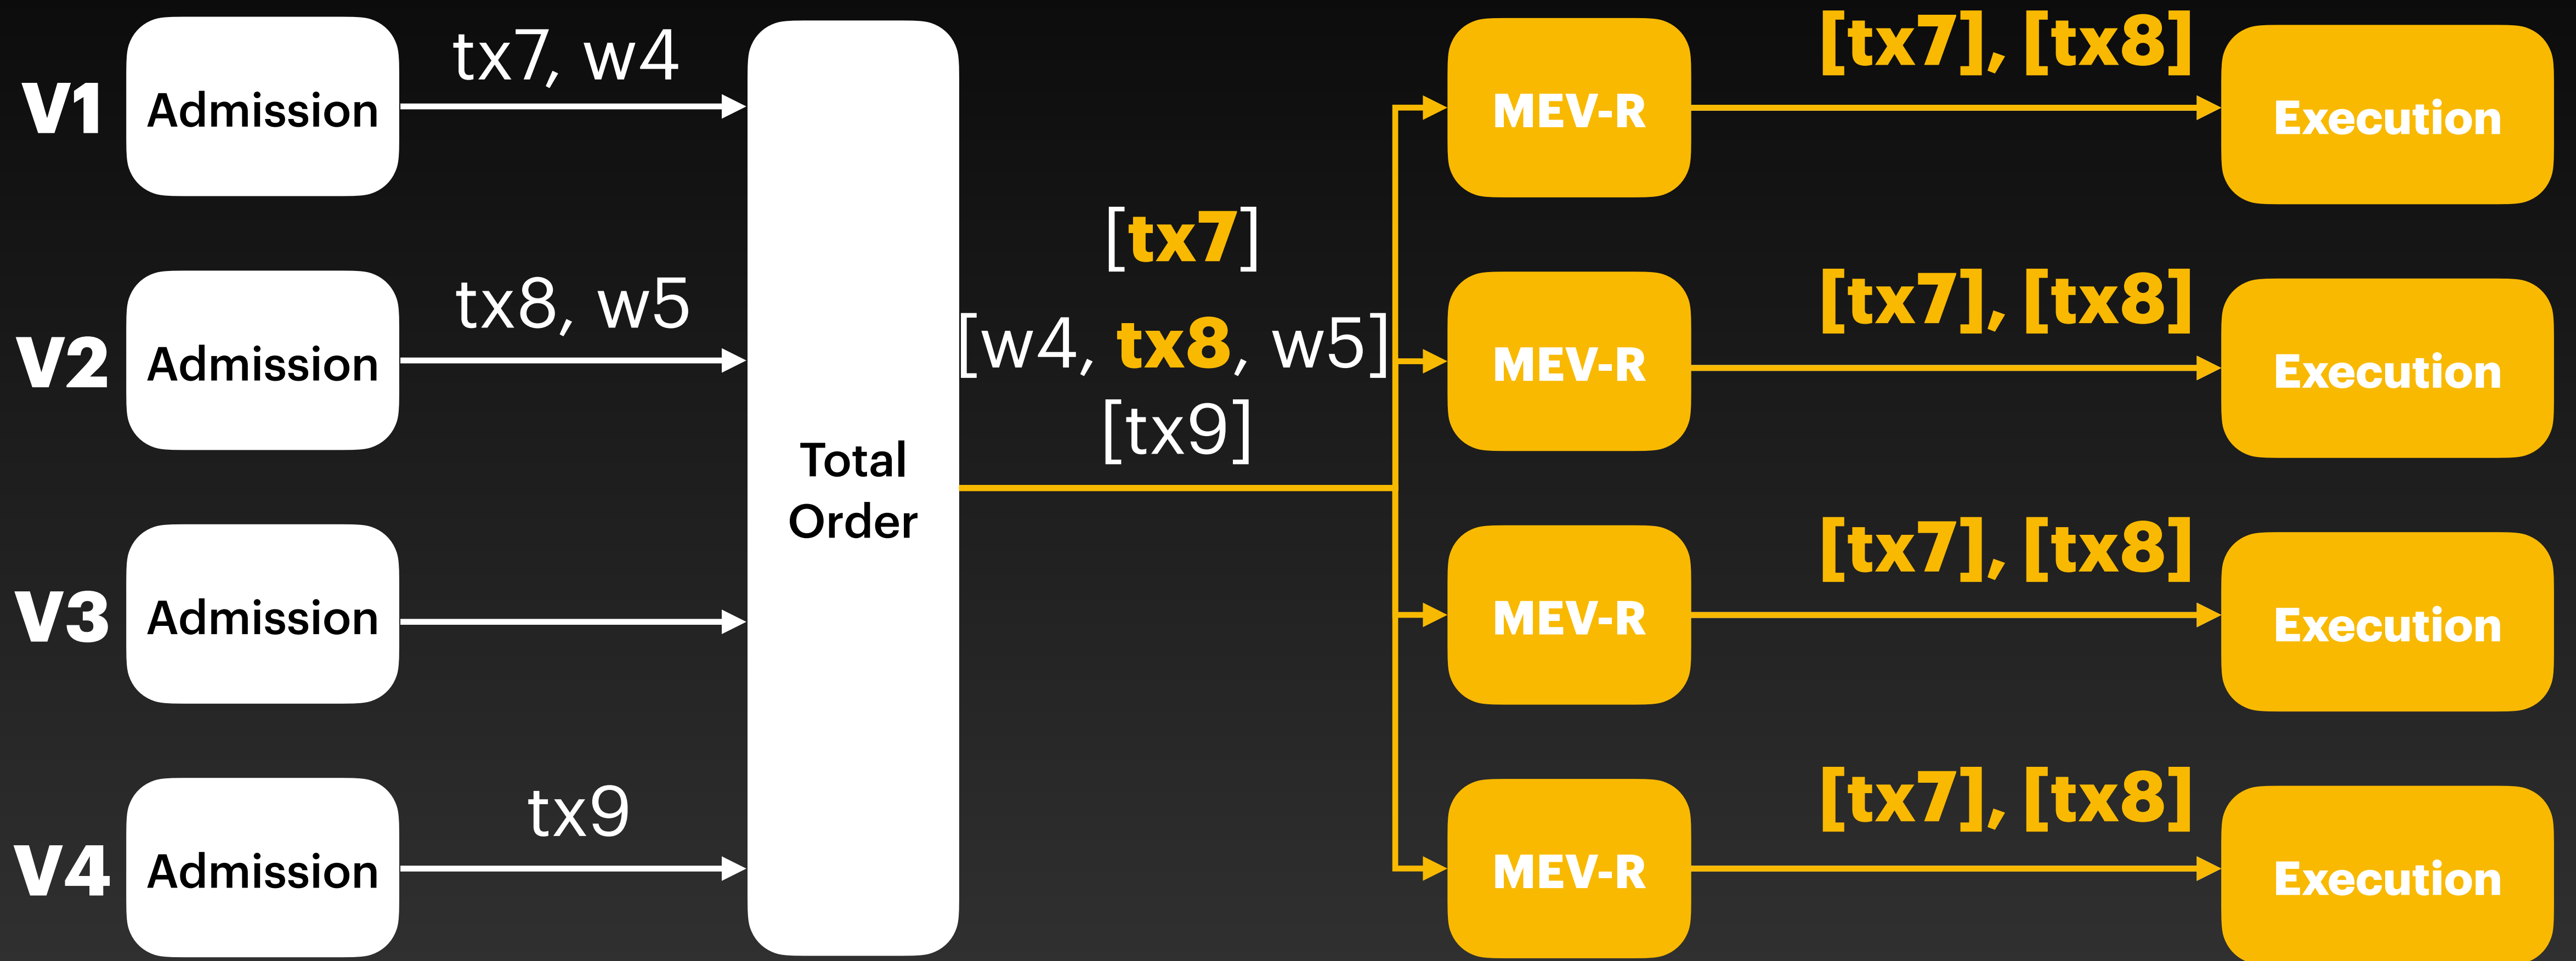 V1
Admission
tx7, w4
V2
Admission
tx8, w5
V3
Admission
V4
Admission
tx9
Total
Order
[tx7]
[w4, tx8, w5]
[tx9]
MEV-R
[tx7], [tx8]
Execution
MEV-R
[tx7], [tx8]
Execution
MEV-R
[tx7], [tx8]
Execution
MEV-R
[tx7], [tx8]
Execution